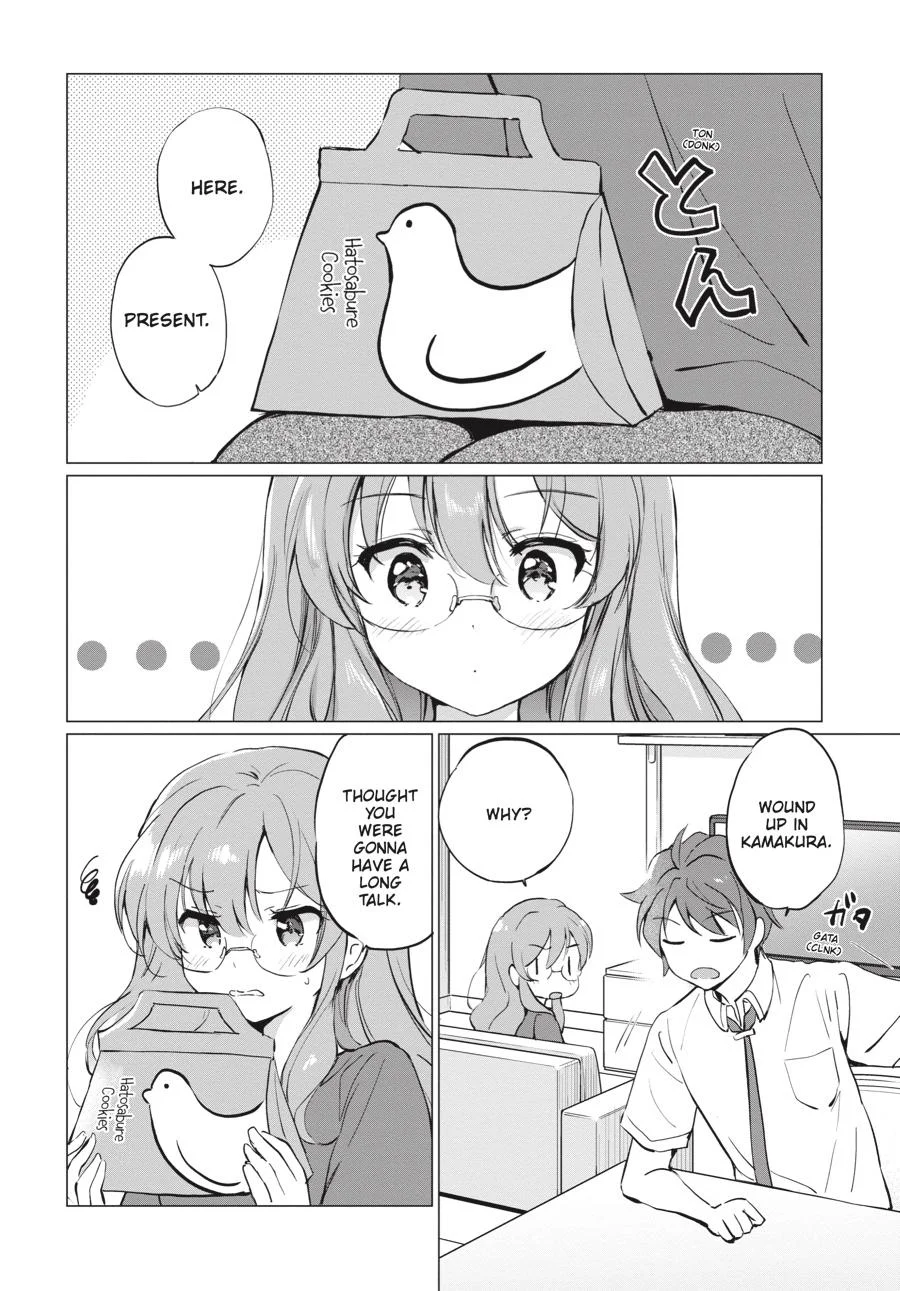 HERE.
PRESENT.
Hatosabure
Cookies
TON
(DONK)
とん
WOUND
UP IN
KAMAKURA.
GATA
(CLNK)
ガタ
WHY?
THOUGHT
YOU
WERE
GONNA
HAVE A
LONG
TALK.
Hatosabure
Cookies